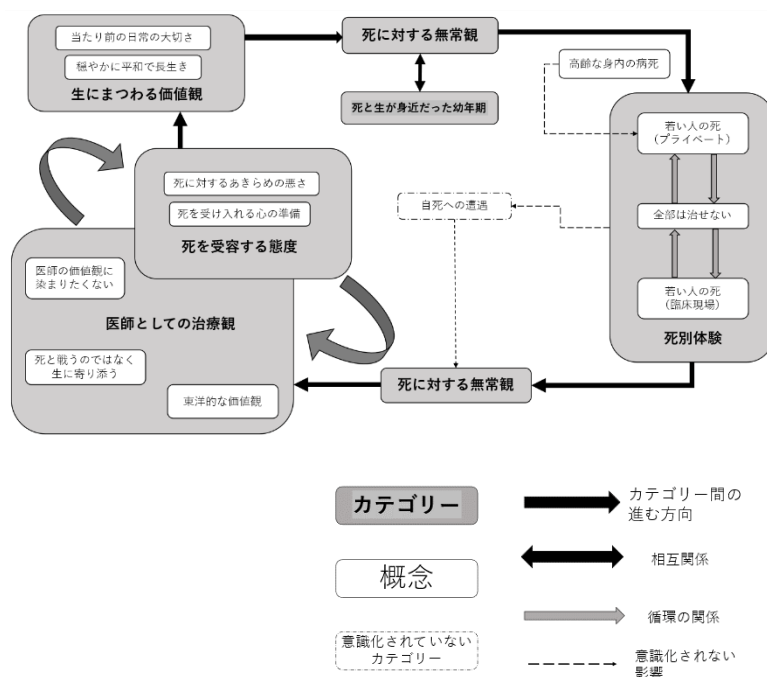 当たり前の日常の大切さ
穏やかに平和で長生き
生にまつわる価値観
死に対する無常観
死と生が身近だった幼年期
高齢な身内の病死
若い人の死
(プライベート)
全部は治せない
若い人の死
(臨床現場)
死別体験
自死への遭遇
死に対するあきらめの悪さ
死を受け入れる心の準備
死を受容する態度
医師の価値観に
染まりたくない
医師としての治療観
死と戦うのではなく
生に寄り添う
東洋的な価値観
死に対する無常観
カテゴリー
カテゴリー間の
進む方向
概念
相互関係
循環の関係
意識化されていない
カテゴリー
意識化されない
影響